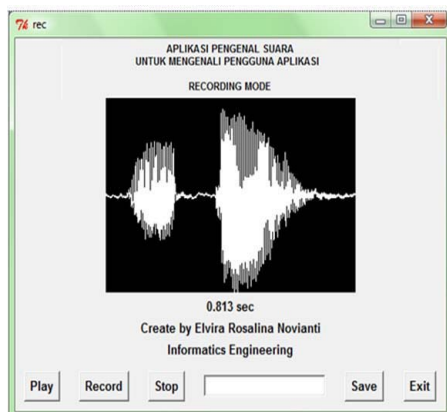 rec
APLIKASI PENGENAL SUARA
UNTUK MENGENALI PENGGUNA APLIKASI
RECORDING MODE
0.813 sec
Create by Elvira Rosalina Novianti
Informatics Engineering
Play Record Stop Save Exit